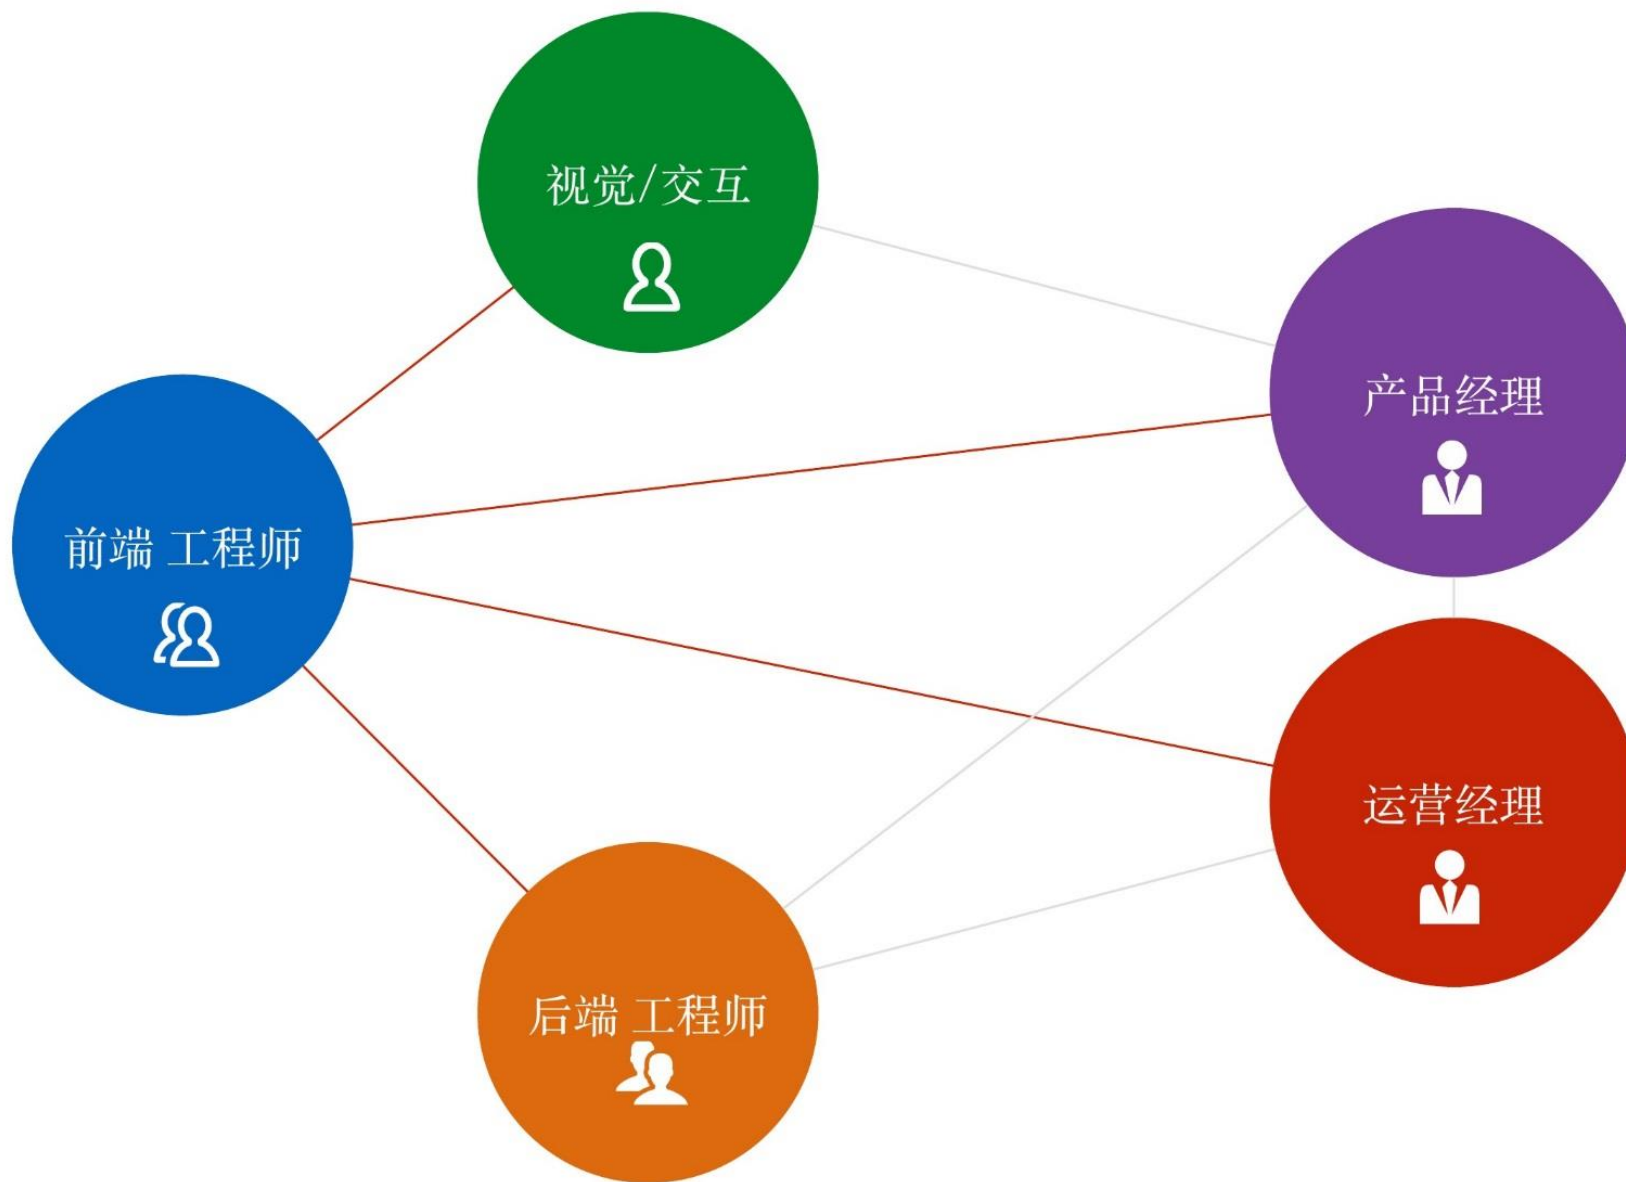 视觉/交互
产品经理
前端 工程师
运营经理
后端 工程师